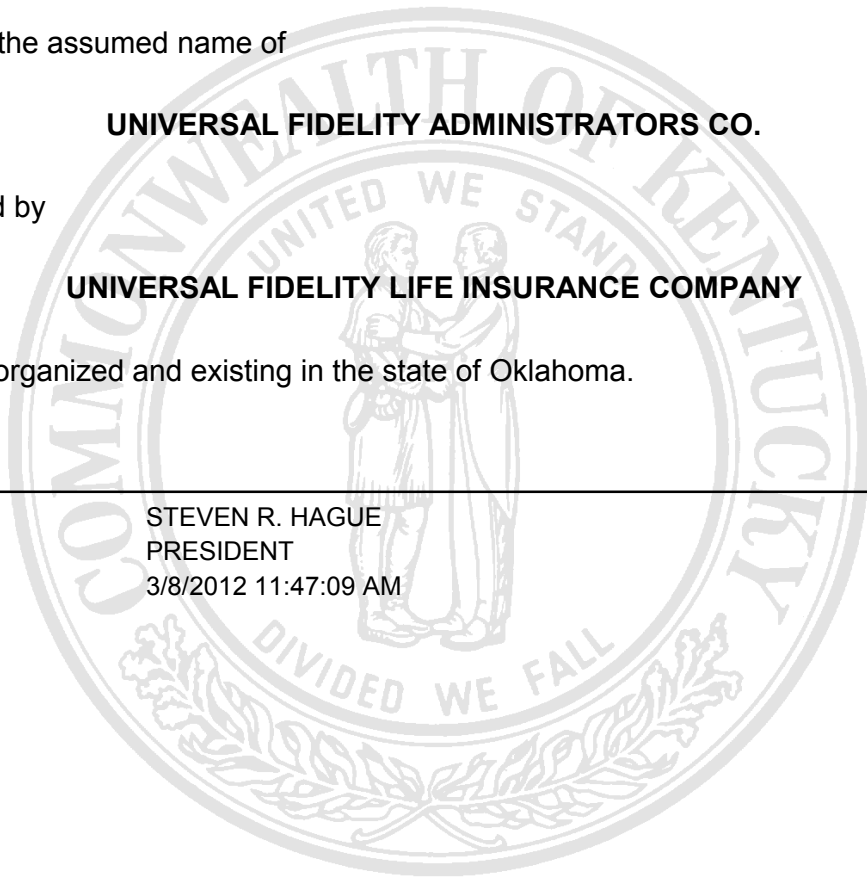 the assumed name of
UNIVERSAL FIDELITY ADMINISTRATORS CO.
by
UNIVERSAL FIDELITY LIFE INSURANCE COMPANY
organized and existing in the state of Oklahoma.
STEVEN R. HAGUE
PRESIDENT
3/8/2012 11:47:09 AM
COMMONWEALTH OF KENTUCKY
UNITED WE STAND
DIVIDED WE FALL